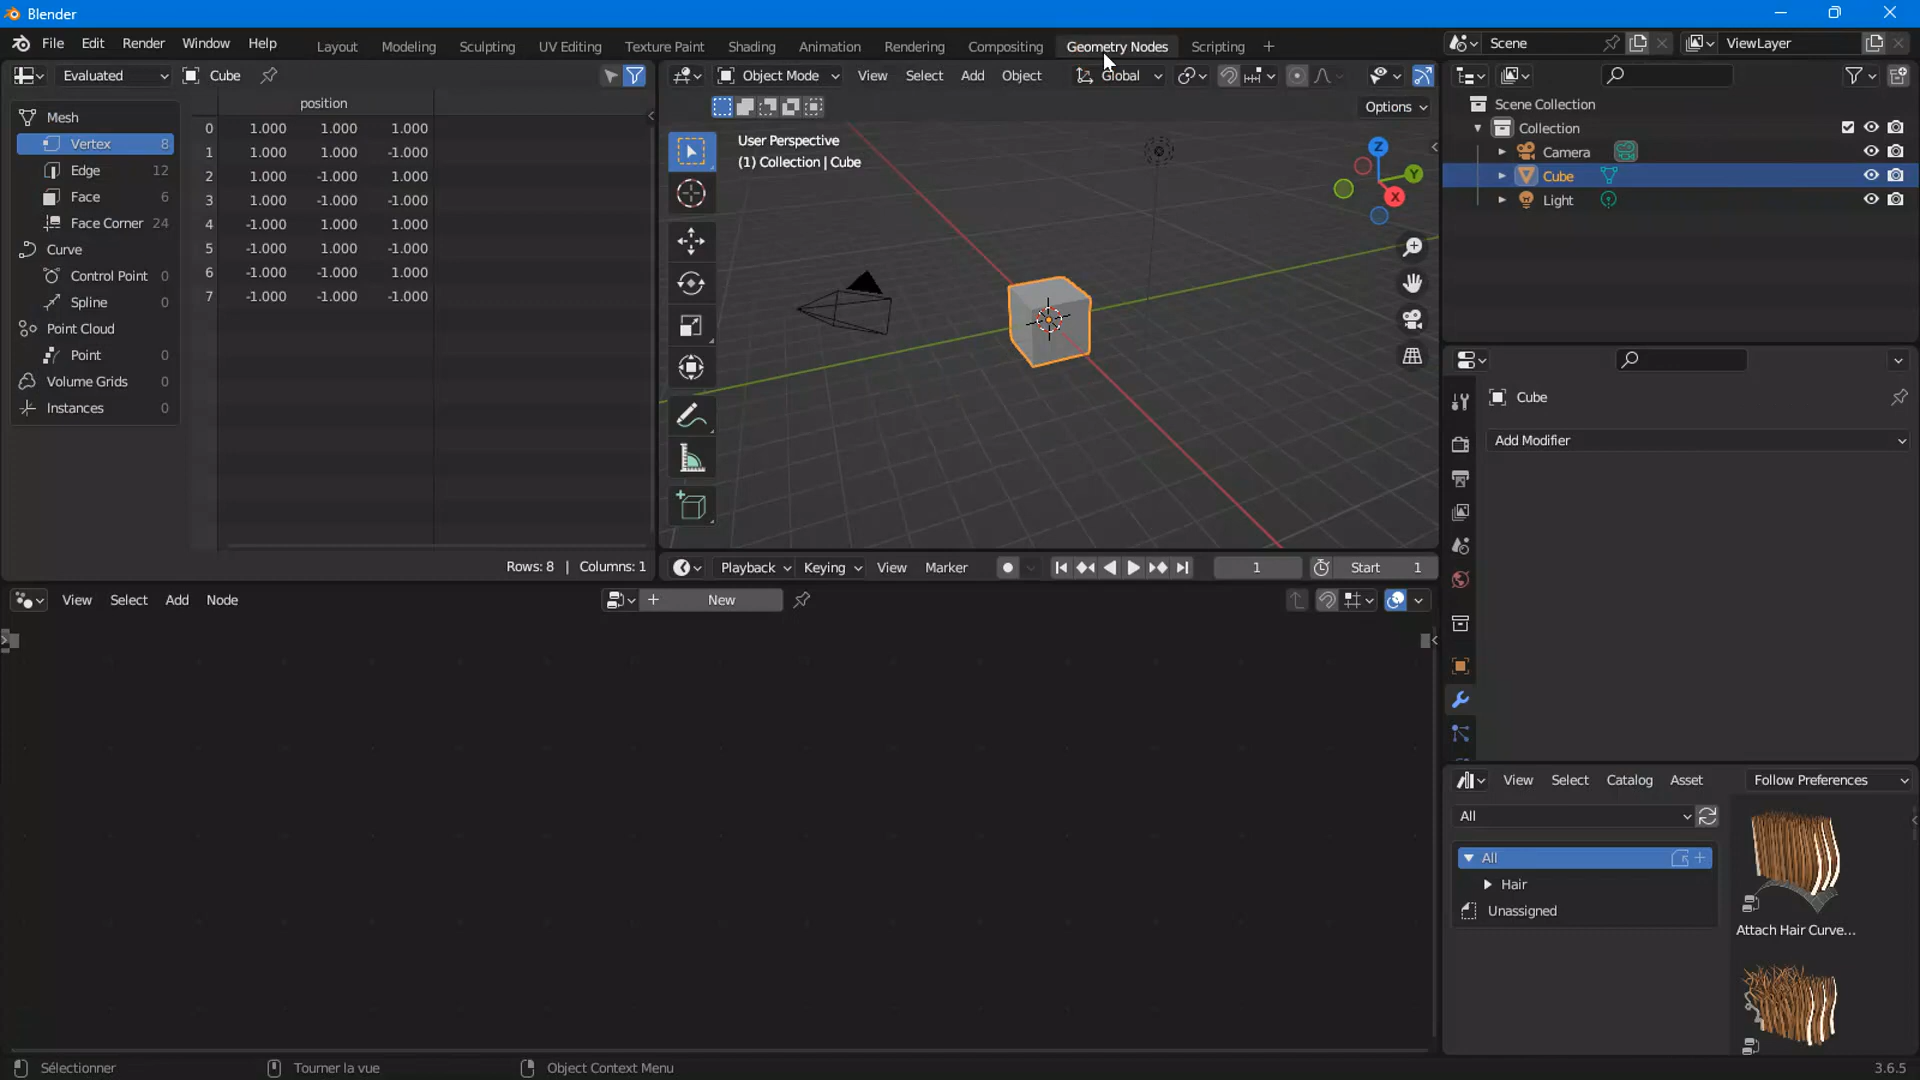 Blender
File Edit Render Window Help Layout Modeling Sculpting UV Editing Texture Paint Shading Animation Rendering Compositing Geometry Nodes Scripting + Scene ViewLayer
Evaluated Cube
position
Mesh
Vertex 8
Edge 12
Face 6
Face Corner 24
Curve
Control Point 0
Spline 0
Point Cloud
Point 0
Volume Grids 0
Instances 0
0 1.000 1.000 1.000
1 1.000 1.000 -1.000
2 1.000 -1.000 1.000
3 1.000 -1.000 -1.000
4 -1.000 1.000 1.000
5 -1.000 1.000 -1.000
6 -1.000 -1.000 1.000
7 -1.000 -1.000 -1.000
Rows: 8 | Columns: 1
Object Mode View Select Add Object Global
Options
User Perspective
(1) Collection | Cube
Z
Y
X
Playback Keying View Marker 1 Start 1
View Select Add Node + New
Scene Collection
Collection
Camera
Cube
Light
Cube
Add Modifier
View Select Catalog Asset Follow Preferences
All
All
Hair
Unassigned
Attach Hair Curve...
Sélectionner Tourner la vue Object Context Menu 3.6.5